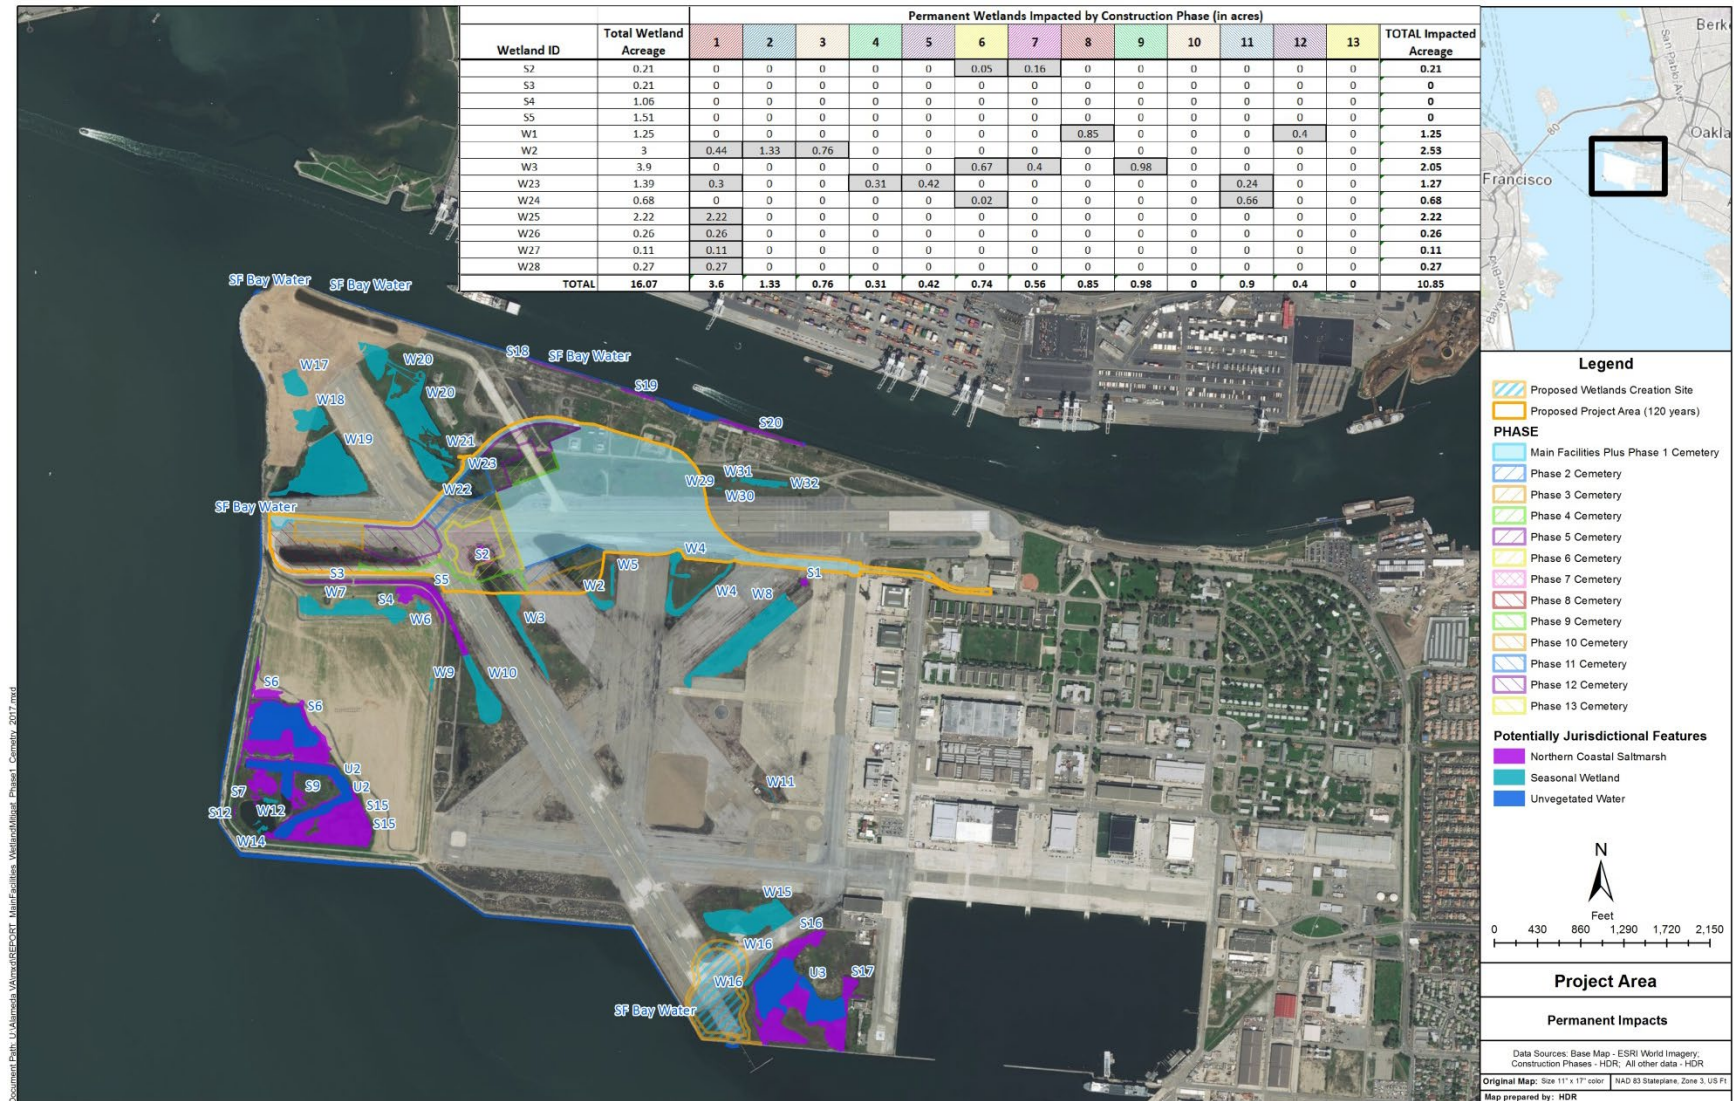 Permanent Wetlands Impacted by Construction Phase (in acres)
Wetland ID Total Wetland Acreage 1 2 3 4 5 6 7 8 9 10 11 12 13 TOTAL Impacted Acreage
S2 0.21 0 0 0 0 0 0.05 0.16 0 0 0 0 0 0 0.21
S3 0.21 0 0 0 0 0 0 0 0 0 0 0 0 0 0
S4 1.06 0 0 0 0 0 0 0 0 0 0 0 0 0 0
S5 1.51 0 0 0 0 0 0 0 0 0 0 0 0 0 0
W1 1.25 0 0 0 0 0 0 0 0.85 0 0 0 0.4 0 1.25
W2 3 0.44 1.33 0.76 0 0 0 0 0 0 0 0 0 0 2.53
W3 3.9 0 0 0 0 0 0.67 0.4 0 0.98 0 0 0 0 2.05
W23 1.39 0.3 0 0 0.31 0.42 0 0 0 0 0 0.24 0 0 1.27
W24 0.68 0 0 0 0 0 0.02 0 0 0 0 0.66 0 0 0.68
W25 2.22 2.22 0 0 0 0 0 0 0 0 0 0 0 0 2.22
W26 0.26 0.26 0 0 0 0 0 0 0 0 0 0 0 0 0.26
W27 0.11 0.11 0 0 0 0 0 0 0 0 0 0 0 0 0.11
W28 0.27 0.27 0 0 0 0 0 0 0 0 0 0 0 0 0.27
TOTAL 16.07 3.6 1.33 0.76 0.31 0.42 0.74 0.56 0.85 0.98 0 0.9 0.4 0 10.85
SF Bay Water
SF Bay Water
S18
SF Bay Water
W17
W20
W20
S19
W18
S20
W19
W21
W23
W22
W29
W31
W30
W32
SF Bay Water
S2
W4
W5
S1
S3
S5
W2
W4
W8
W7
S4
W6
W3
W9
W10
S6
S6
U2
S9
U2
S7
S12
W12
S15
S15
W14
W11
W15
S16
W16
W16
U3
S17
SF Bay Water
Berk
San Pablo Ave
80
Oakla
Francisco
Legend
Proposed Wetlands Creation Site
Proposed Project Area (120 years)
PHASE
Main Facilities Plus Phase 1 Cemetery
Phase 2 Cemetery
Phase 3 Cemetery
Phase 4 Cemetery
Phase 5 Cemetery
Phase 6 Cemetery
Phase 7 Cemetery
Phase 8 Cemetery
Phase 9 Cemetery
Phase 10 Cemetery
Phase 11 Cemetery
Phase 12 Cemetery
Phase 13 Cemetery
Potentially Jurisdictional Features
Northern Coastal Saltmarsh
Seasonal Wetland
Unvegetated Water
N
Feet
0 430 860 1,290 1,720 2,150
Project Area
Permanent Impacts
Data Sources: Base Map - ESRI World Imagery;
Construction Phases - HDR; All other data - HDR
Original Map: Size 11" x 17" color NAD 83 Stateplane, Zone 3, US Ft
Map prepared by: HDR